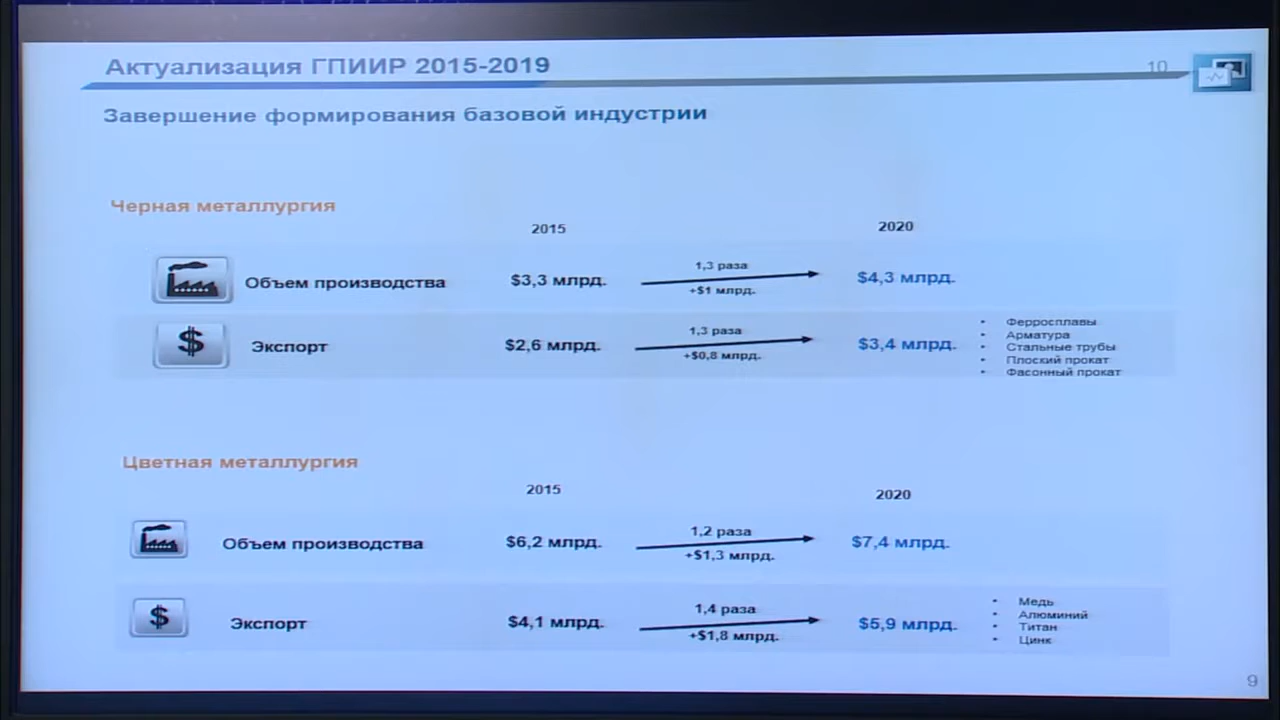 Актуализация ГПИИР 2015-2019
10
Завершение формирования базовой индустрии
Черная металлургия
2015
2020
Объем производства
$3,3 млрд.
1,3 раза
+$1 млрд.
$4,3 млрд.
Экспорт
$2,6 млрд.
1,3 раза
+$0,8 млрд.
$3,4 млрд.
• Ферросплавы
• Арматура
• Стальные трубы
• Плоский прокат
• Фасонный прокат
Цветная металлургия
2015
2020
Объем производства
$6,2 млрд.
1,2 раза
+$1,3 млрд.
$7,4 млрд.
$
Экспорт
$4,1 млрд.
1,4 раза
+$1,8 млрд.
$5,9 млрд.
• Медь
• Алюминий
• Титан
• Цинк
9